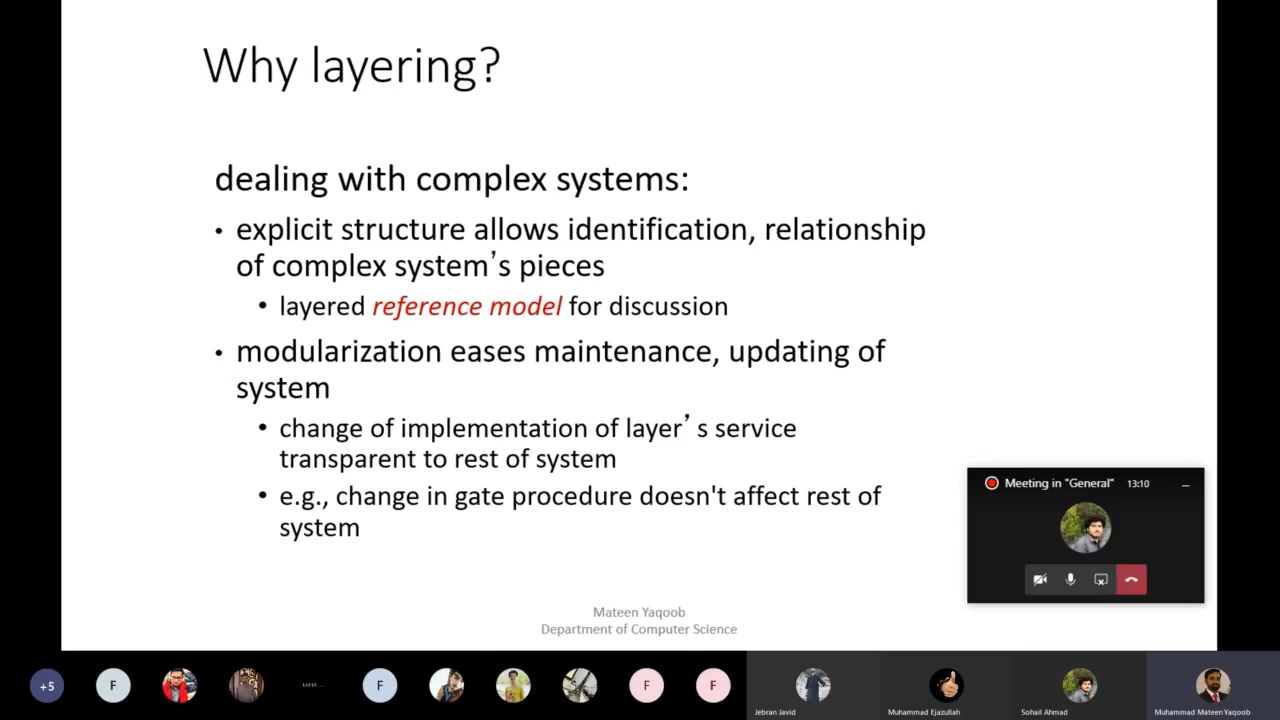 Why layering?
dealing with complex systems:
• explicit structure allows identification, relationship
of complex system's pieces
• layered reference model for discussion
• modularization eases maintenance, updating of
system
• change of implementation of layer's service
transparent to rest of system
• e.g., change in gate procedure doesn't affect rest of
system
Meeting in "General" 13:10
Mateen Yaqoob
Department of Computer Science
+5 F F F F
Jebran Javid Muhammad Ejazullah Sohail Ahmad Muhammad Mateen Yaqoob